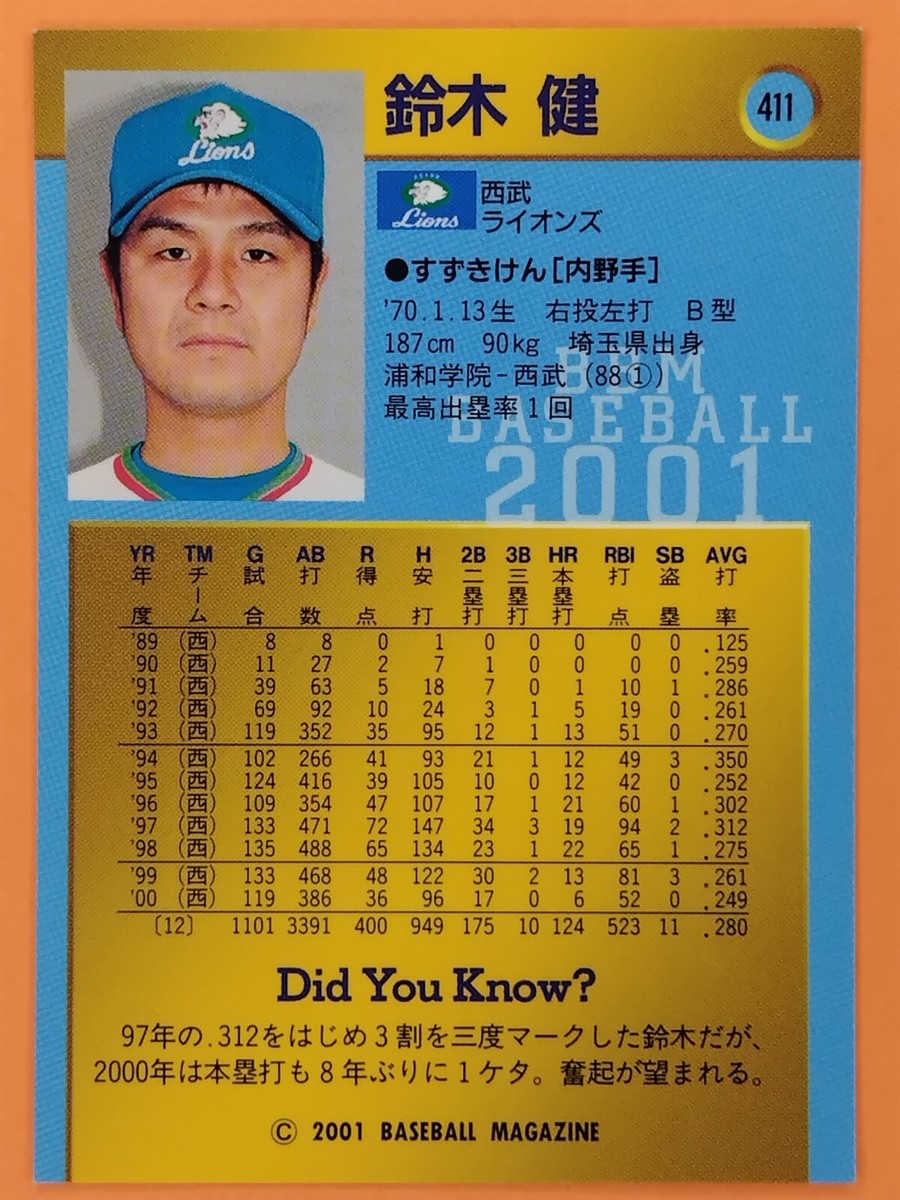 鈴木 健
411
Lions
Lions
西武
ライオンズ
●すずきけん[内野手]
'70.1.13生 右投左打 B型
187cm 90kg 埼玉県出身
浦和学院-西武(88①)
最高出塁率1回
BBM
BASEBALL
2001
YR TM G AB R H 2B 3B HR RBI SB AVG
年度 チーム 試合 打数 得点 安打 二塁打 三塁打 本塁打 打点 盗塁 打率
'89 (西) 8 8 0 1 0 0 0 0 0 .125
'90 (西) 11 27 2 7 1 0 0 0 0 .259
'91 (西) 39 63 5 18 7 0 1 10 1 .286
'92 (西) 69 92 10 24 3 1 5 19 0 .261
'93 (西) 119 352 35 95 12 1 13 51 0 .270
'94 (西) 102 266 41 93 21 1 12 49 3 .350
'95 (西) 124 416 39 105 10 0 12 42 0 .252
'96 (西) 109 354 47 107 17 1 21 60 1 .302
'97 (西) 133 471 72 147 34 3 19 94 2 .312
'98 (西) 135 488 65 134 23 1 22 65 1 .275
'99 (西) 133 468 48 122 30 2 13 81 3 .261
'00 (西) 119 386 36 96 17 0 6 52 0 .249
〔12〕 1101 3391 400 949 175 10 124 523 11 .280
Did You Know?
97年の.312をはじめ3割を三度マークした鈴木だが、
2000年は本塁打も8年ぶりに1ケタ。奮起が望まれる。
© 2001 BASEBALL MAGAZINE